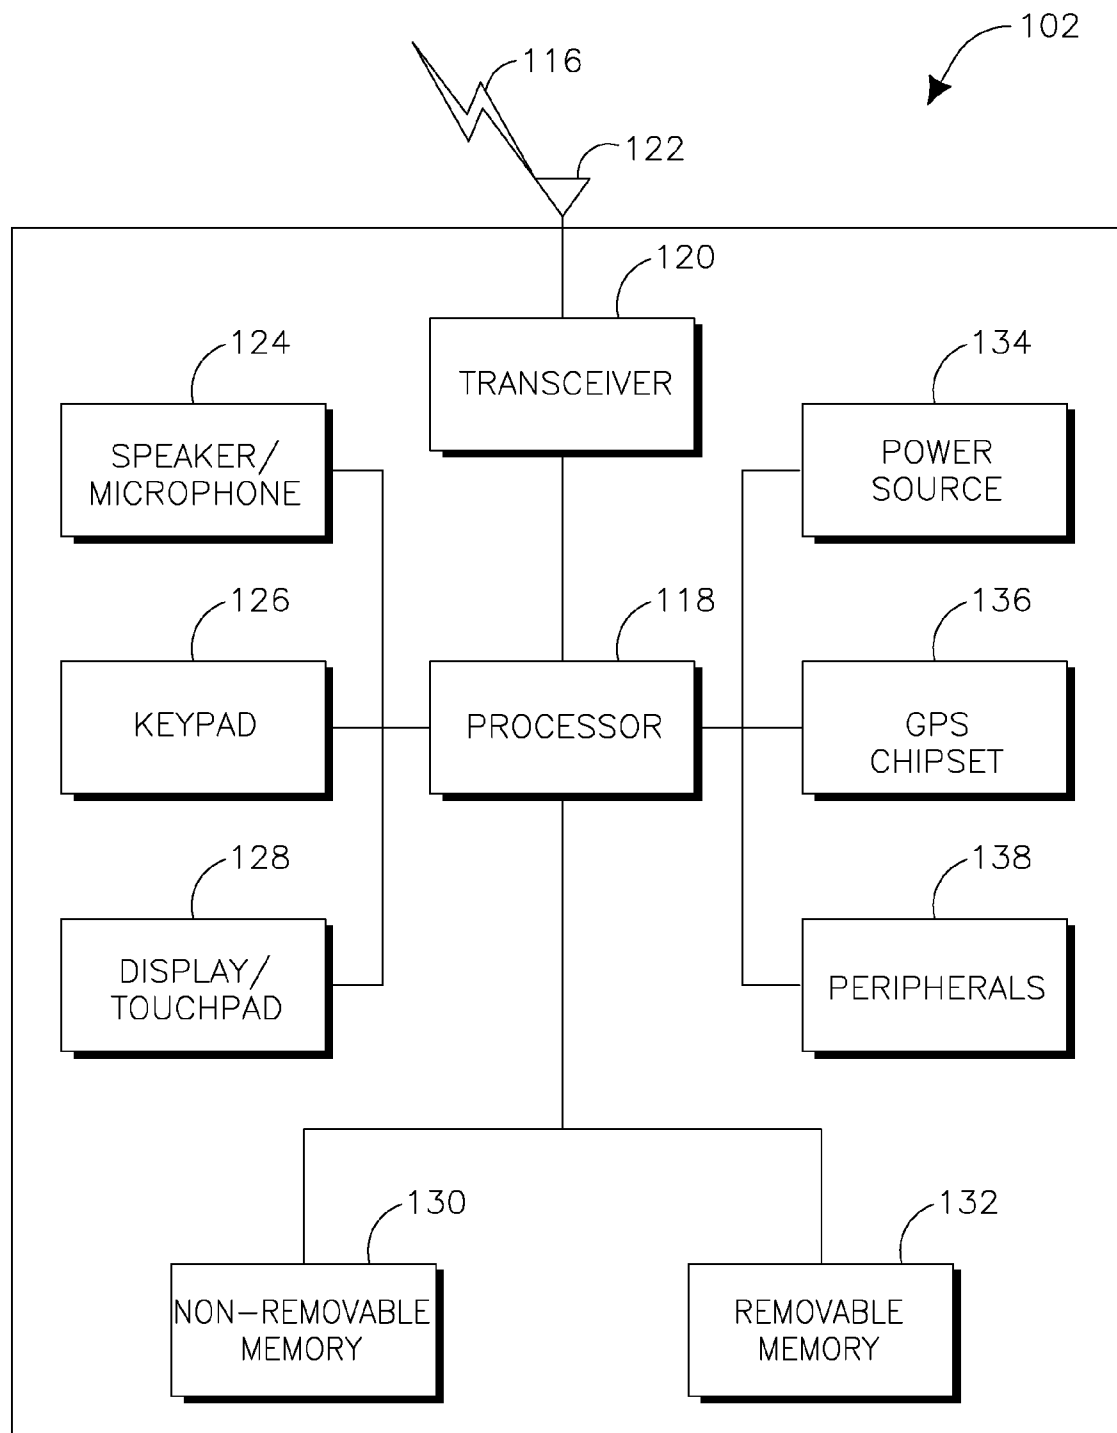 102
116
122
120
TRANSCEIVER
124
SPEAKER/
MICROPHONE
134
POWER
SOURCE
126
KEYPAD
118
PROCESSOR
136
GPS
CHIPSET
128
DISPLAY/
TOUCHPAD
138
PERIPHERALS
130
NON-REMOVABLE
MEMORY
132
REMOVABLE
MEMORY